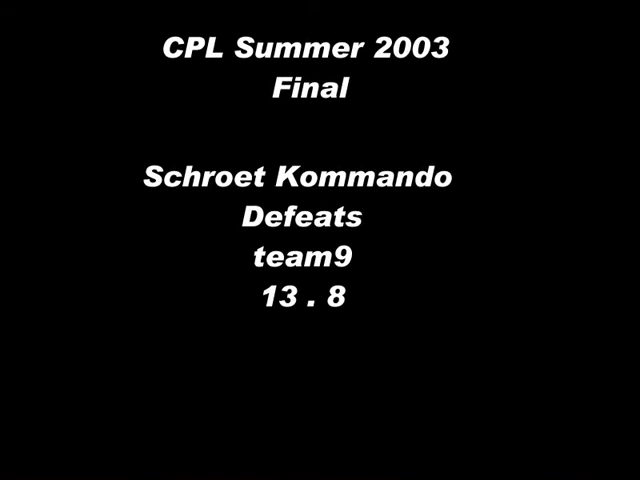 CPL Summer 2003
Final
Schroet Kommando
Defeats
team9
13 . 8